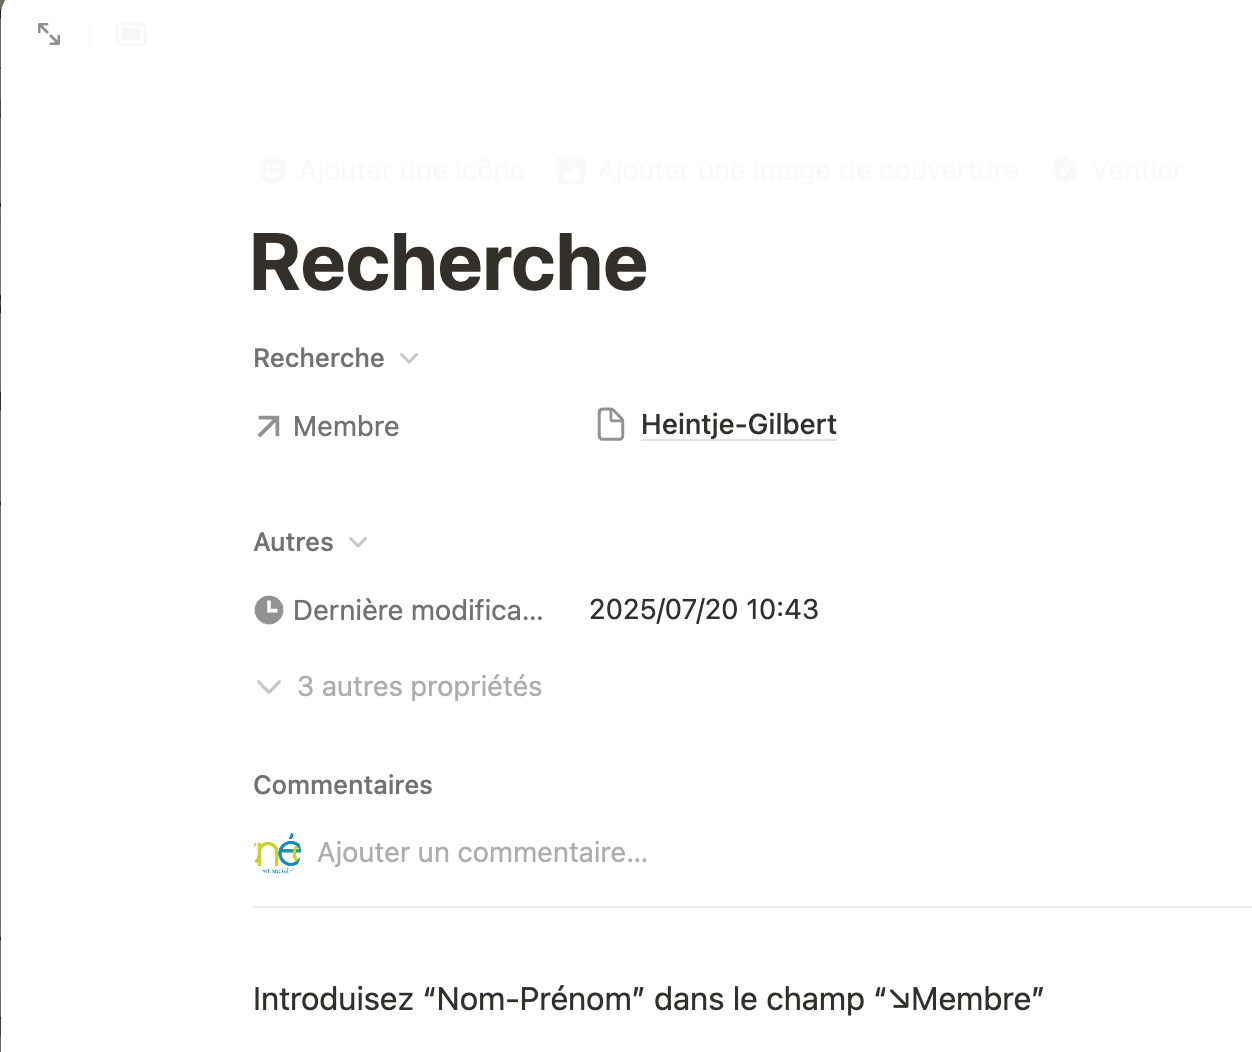 Ajouter une icône Ajouter une image de couverture Vérifier
Recherche
Recherche
Membre Heintje-Gilbert
Autres
Dernière modifica... 2025/07/20 10:43
3 autres propriétés
Commentaires
né
Ajouter un commentaire...
Introduisez “Nom-Prénom” dans le champ “↘Membre”